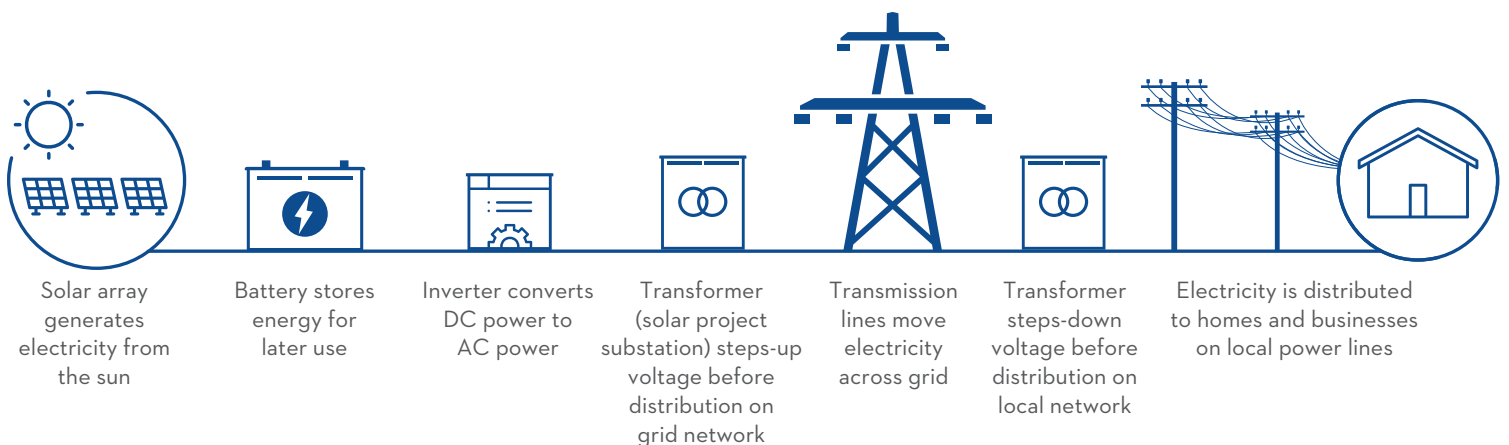 Solar array
generates
electricity from
the sun
Battery stores
energy for
later use
Inverter converts
DC power to
AC power
Transformer
(solar project
substation) steps-up
voltage before
distribution on
grid network
Transmission
lines move
electricity
across grid
Transformer
steps-down
voltage before
distribution on
local network
Electricity is distributed
to homes and businesses
on local power lines